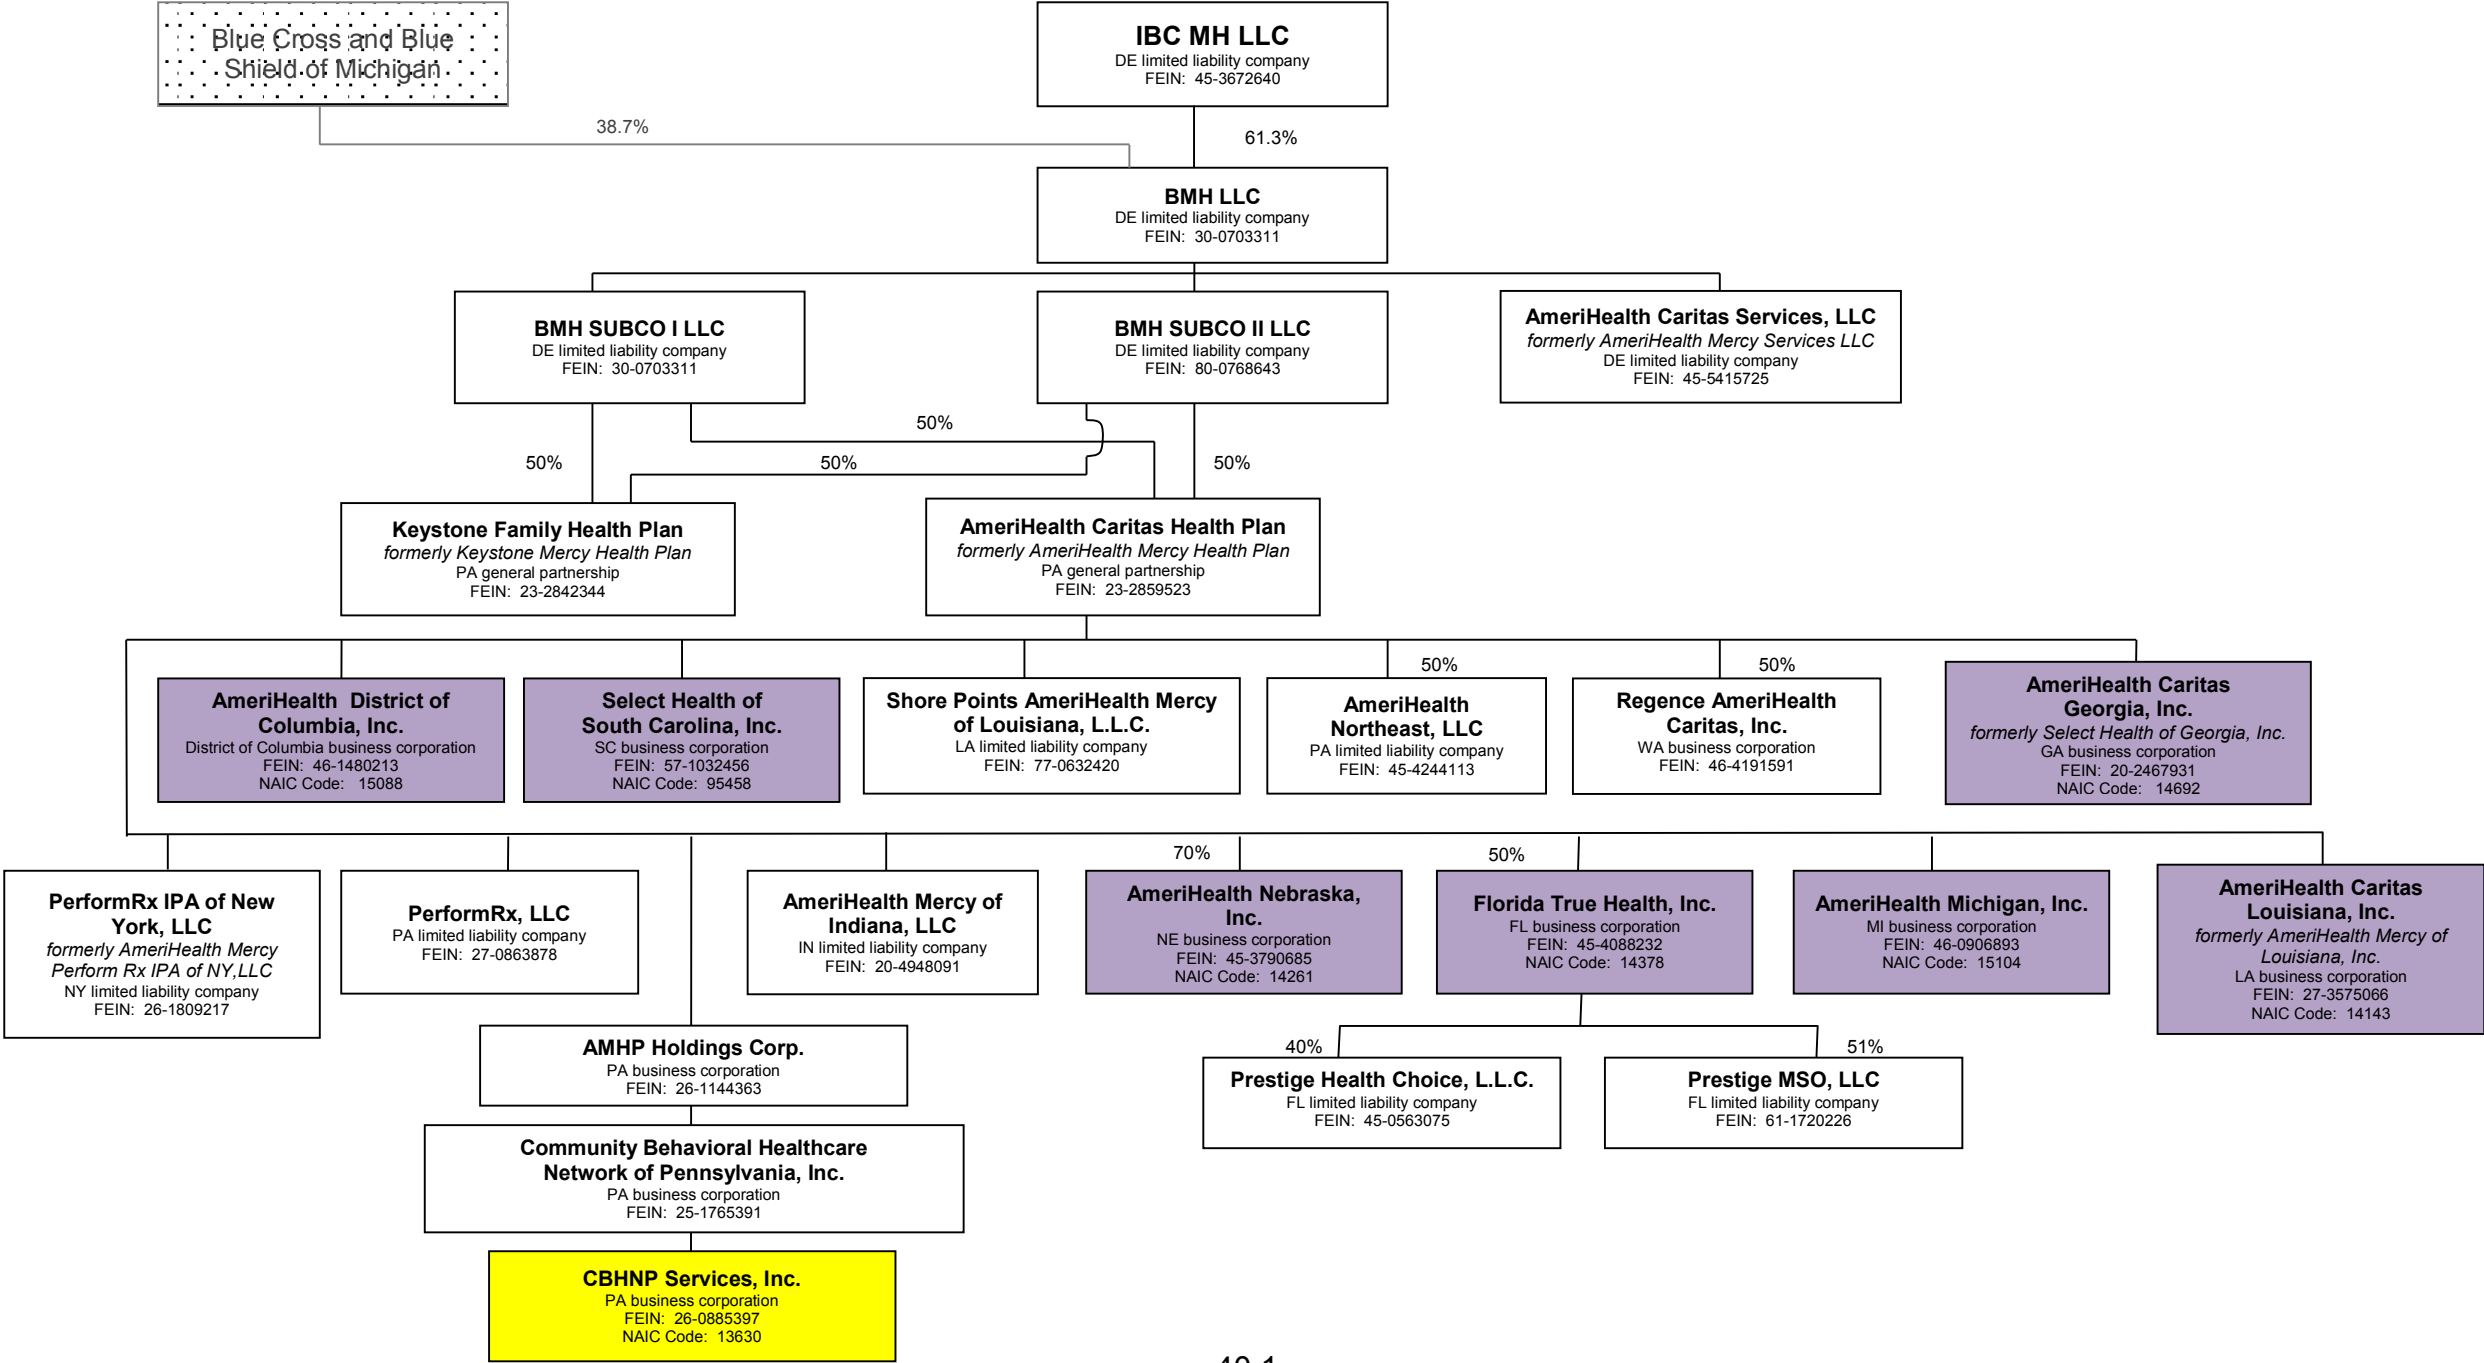 Blue Cross and Blue
Shield of Michigan
IBC MH LLC
DE limited liability company
FEIN: 45-3672640
38.7%
61.3%
BMH LLC
DE limited liability company
FEIN: 30-0703311
BMH SUBCO I LLC
DE limited liability company
FEIN: 30-0703311
BMH SUBCO II LLC
DE limited liability company
FEIN: 80-0768643
AmeriHealth Caritas Services, LLC
formerly AmeriHealth Mercy Services LLC
DE limited liability company
FEIN: 45-5415725
50%
50%
50%
50%
Keystone Family Health Plan
formerly Keystone Mercy Health Plan
PA general partnership
FEIN: 23-2842344
AmeriHealth Caritas Health Plan
formerly AmeriHealth Mercy Health Plan
PA general partnership
FEIN: 23-2859523
50%
50%
AmeriHealth District of
Columbia, Inc.
District of Columbia business corporation
FEIN: 46-1480213
NAIC Code: 15088
Select Health of
South Carolina, Inc.
SC business corporation
FEIN: 57-1032456
NAIC Code: 95458
Shore Points AmeriHealth Mercy
of Louisiana, L.L.C.
LA limited liability company
FEIN: 77-0632420
AmeriHealth
Northeast, LLC
PA limited liability company
FEIN: 45-4244113
Regence AmeriHealth
Caritas, Inc.
WA business corporation
FEIN: 46-4191591
AmeriHealth Caritas
Georgia, Inc.
formerly Select Health of Georgia, Inc.
GA business corporation
FEIN: 20-2467931
NAIC Code: 14692
70%
50%
PerformRx IPA of New
York, LLC
formerly AmeriHealth Mercy
Perform Rx IPA of NY,LLC
NY limited liability company
FEIN: 26-1809217
PerformRx, LLC
PA limited liability company
FEIN: 27-0863878
AmeriHealth Mercy of
Indiana, LLC
IN limited liability company
FEIN: 20-4948091
AmeriHealth Nebraska,
Inc.
NE business corporation
FEIN: 45-3790685
NAIC Code: 14261
Florida True Health, Inc.
FL business corporation
FEIN: 45-4088232
NAIC Code: 14378
AmeriHealth Michigan, Inc.
MI business corporation
FEIN: 46-0906893
NAIC Code: 15104
AmeriHealth Caritas
Louisiana, Inc.
formerly AmeriHealth Mercy of
Louisiana, Inc.
LA business corporation
FEIN: 27-3575066
NAIC Code: 14143
AMHP Holdings Corp.
PA business corporation
FEIN: 26-1144363
40%
51%
Prestige Health Choice, L.L.C.
FL limited liability company
FEIN: 45-0563075
Prestige MSO, LLC
FL limited liability company
FEIN: 61-1720226
Community Behavioral Healthcare
Network of Pennsylvania, Inc.
PA business corporation
FEIN: 25-1765391
CBHNP Services, Inc.
PA business corporation
FEIN: 26-0885397
NAIC Code: 13630